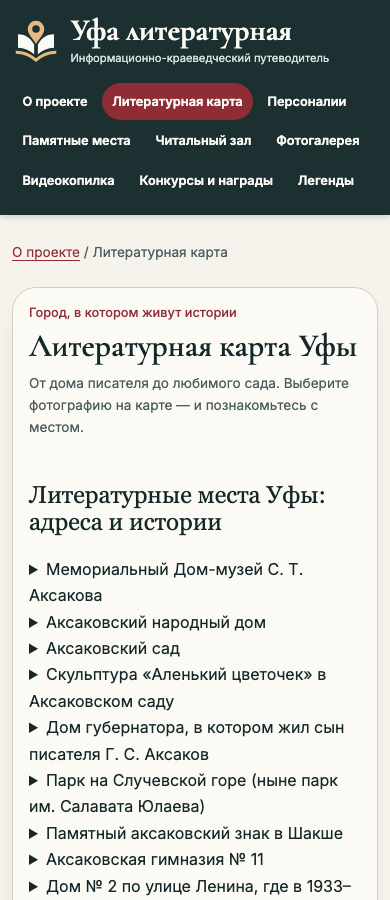 Уфа литературная
Информационно-краеведческий путеводитель
О проекте Литературная карта Персоналии
Памятные места Читальный зал Фотогалерея
Видеокопилка Конкурсы и награды Легенды
О проекте / Литературная карта
Город, в котором живут истории
Литературная карта Уфы
От дома писателя до любимого сада. Выберите
фотографию на карте — и познакомьтесь с
местом.
Литературные места Уфы:
адреса и истории
▶ Мемориальный Дом-музей С. Т.
Аксакова
▶ Аксаковский народный дом
▶ Аксаковский сад
▶ Скульптура «Аленький цветочек» в
Аксаковском саду
▶ Дом губернатора, в котором жил сын
писателя Г. С. Аксаков
▶ Парк на Случевской горе (ныне парк
им. Салавата Юлаева)
▶ Памятный аксаковский знак в Шакше
▶ Аксаковская гимназия № 11
▶ Дом № 2 по улице Ленина, где в 1933–